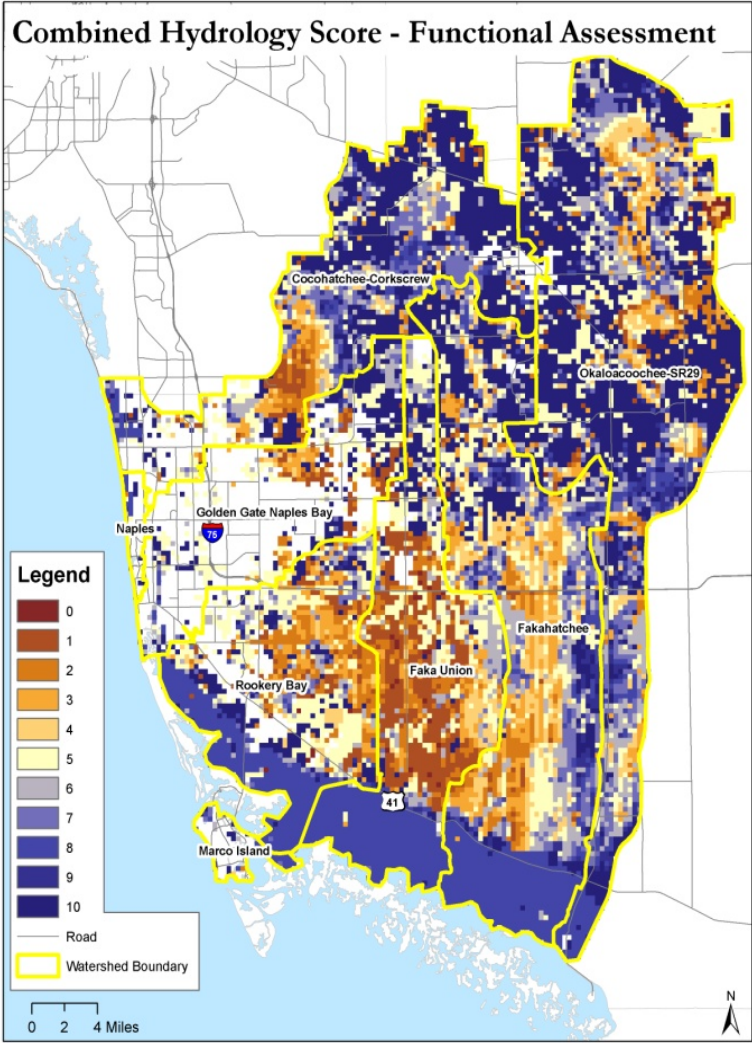 Combined Hydrology Score - Functional Assessment
Cocohatchee-Corkscrew
Okaloacoochee-SR29
Golden Gate Naples Bay
Naples
75
Fakahatchee
Faka Union
Rookery Bay
41
Marco Island
Legend
0
1
2
3
4
5
6
7
8
9
10
Road
Watershed Boundary
0 2 4 Miles
N